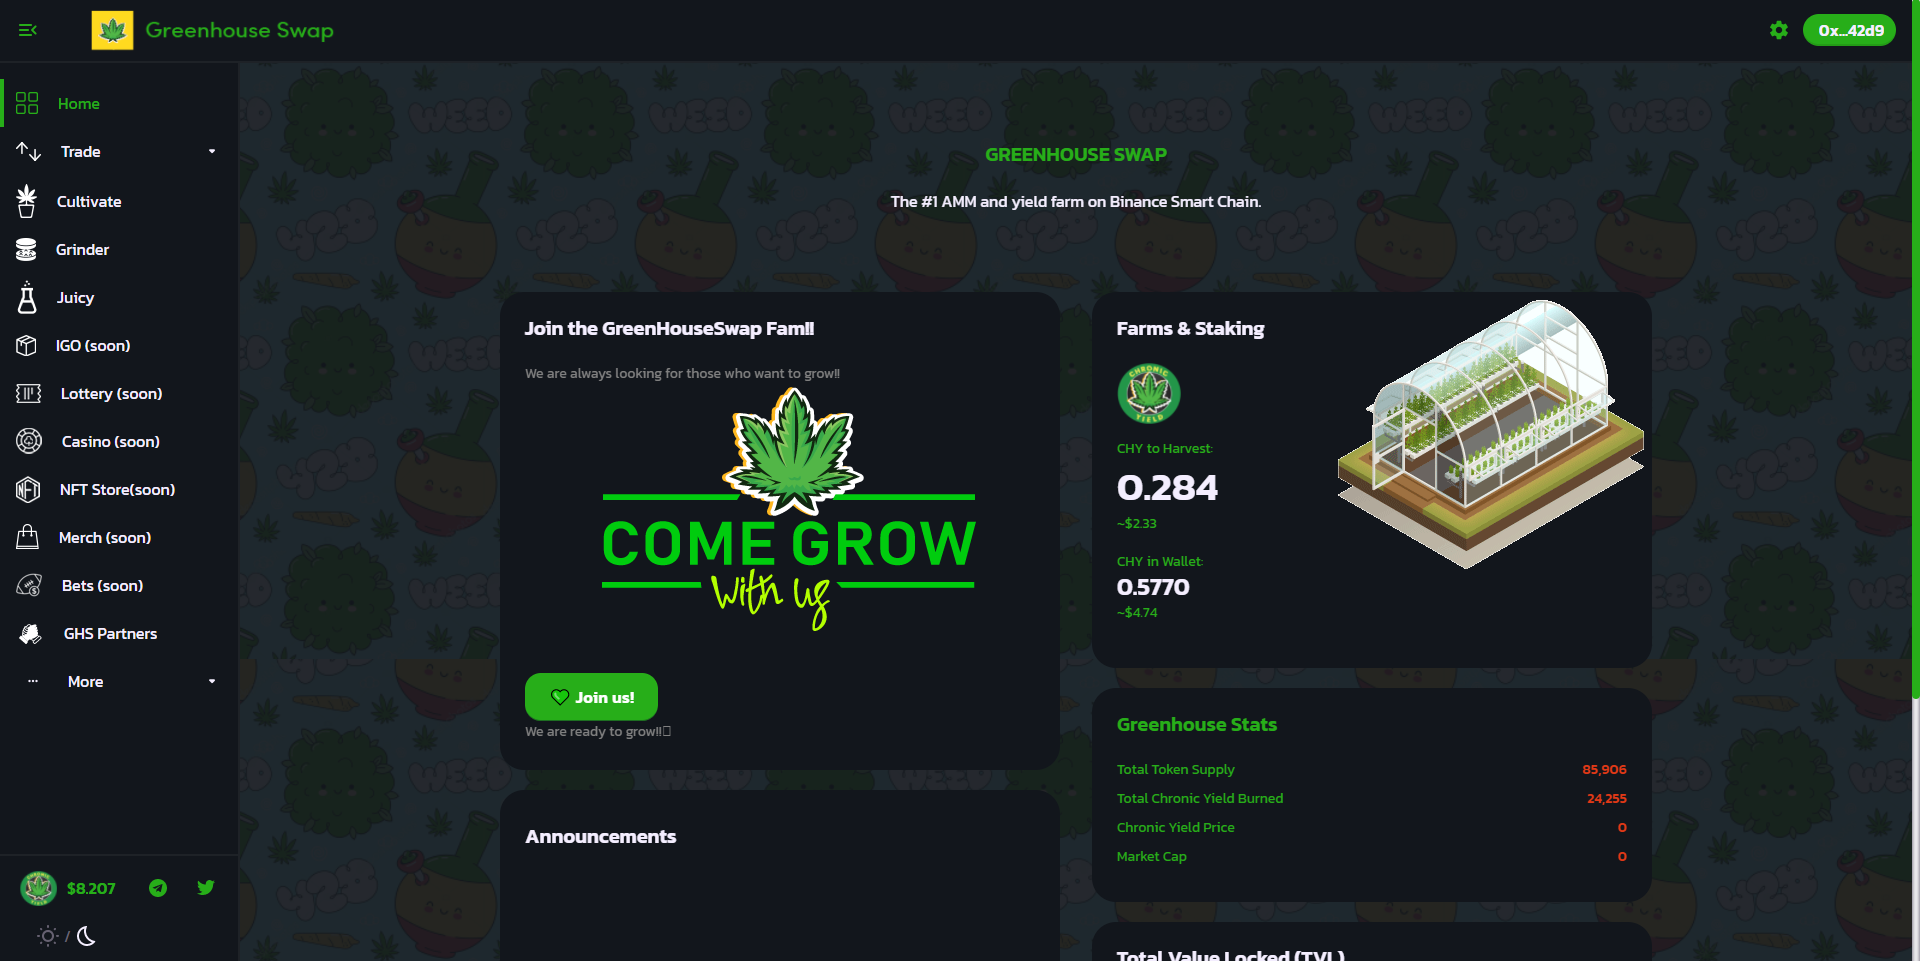 Greenhouse Swap
0x...42d9
Home
Trade
Cultivate
Grinder
Juicy
IGO (soon)
Lottery (soon)
Casino (soon)
NFT Store(soon)
Merch (soon)
Bets (soon)
GHS Partners
More
$8.207
/
GREENHOUSE SWAP
The #1 AMM and yield farm on Binance Smart Chain.
Join the GreenHouseSwap Fam!!
We are always looking for those who want to grow!!
COME GROW
With us
Join us!
We are ready to grow!!
Announcements
Farms & Staking
CHRONIC
YIELD
CHY to Harvest:
0.284
~$2.33
CHY in Wallet:
0.5770
~$4.74
Greenhouse Stats
Total Token Supply 85,906
Total Chronic Yield Burned 24,255
Chronic Yield Price 0
Market Cap 0
Total Value Locked (TVL)